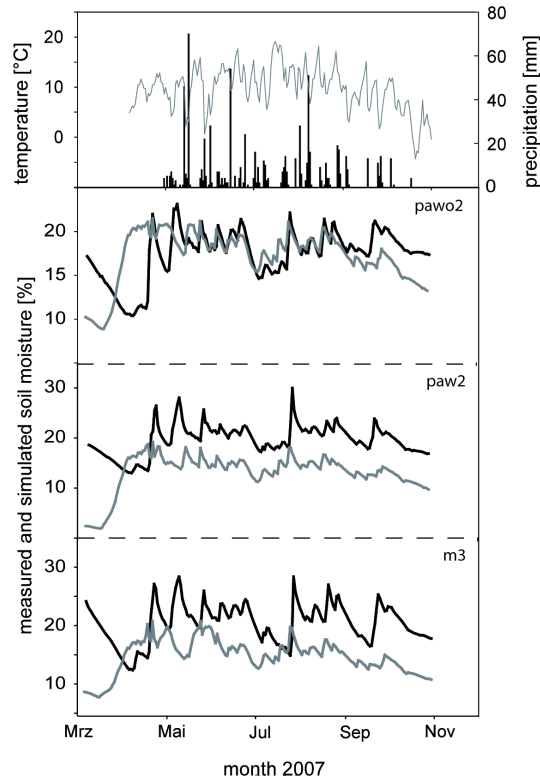 temperature [°C]
20
10
0
80
60
40
20
0
precipitation [mm]
measured and simulated soil moisture [%]
pawo2
20
15
10
paw2
30
20
10
m3
30
20
10
Mrz Mai Jul Sep Nov
month 2007